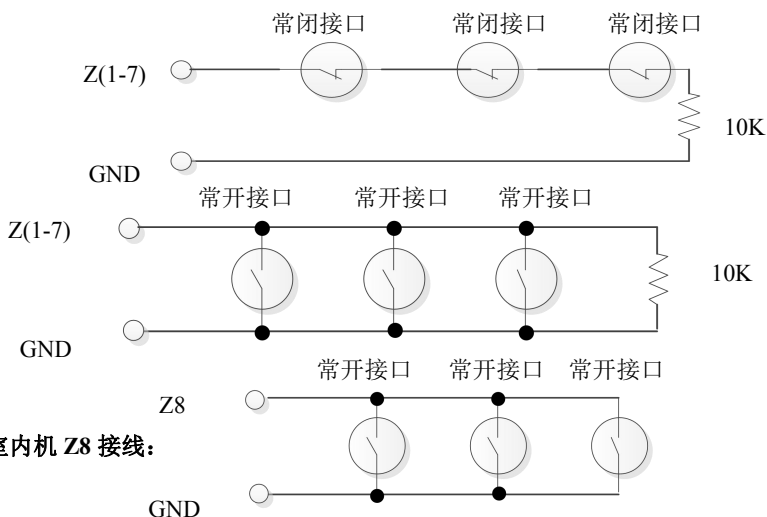 常闭接口 常闭接口 常闭接口
Z(1-7)
10K
GND
常开接口 常开接口 常开接口
Z(1-7)
10K
GND
常开接口 常开接口 常开接口
Z8
室内机 Z8 接线：
GND